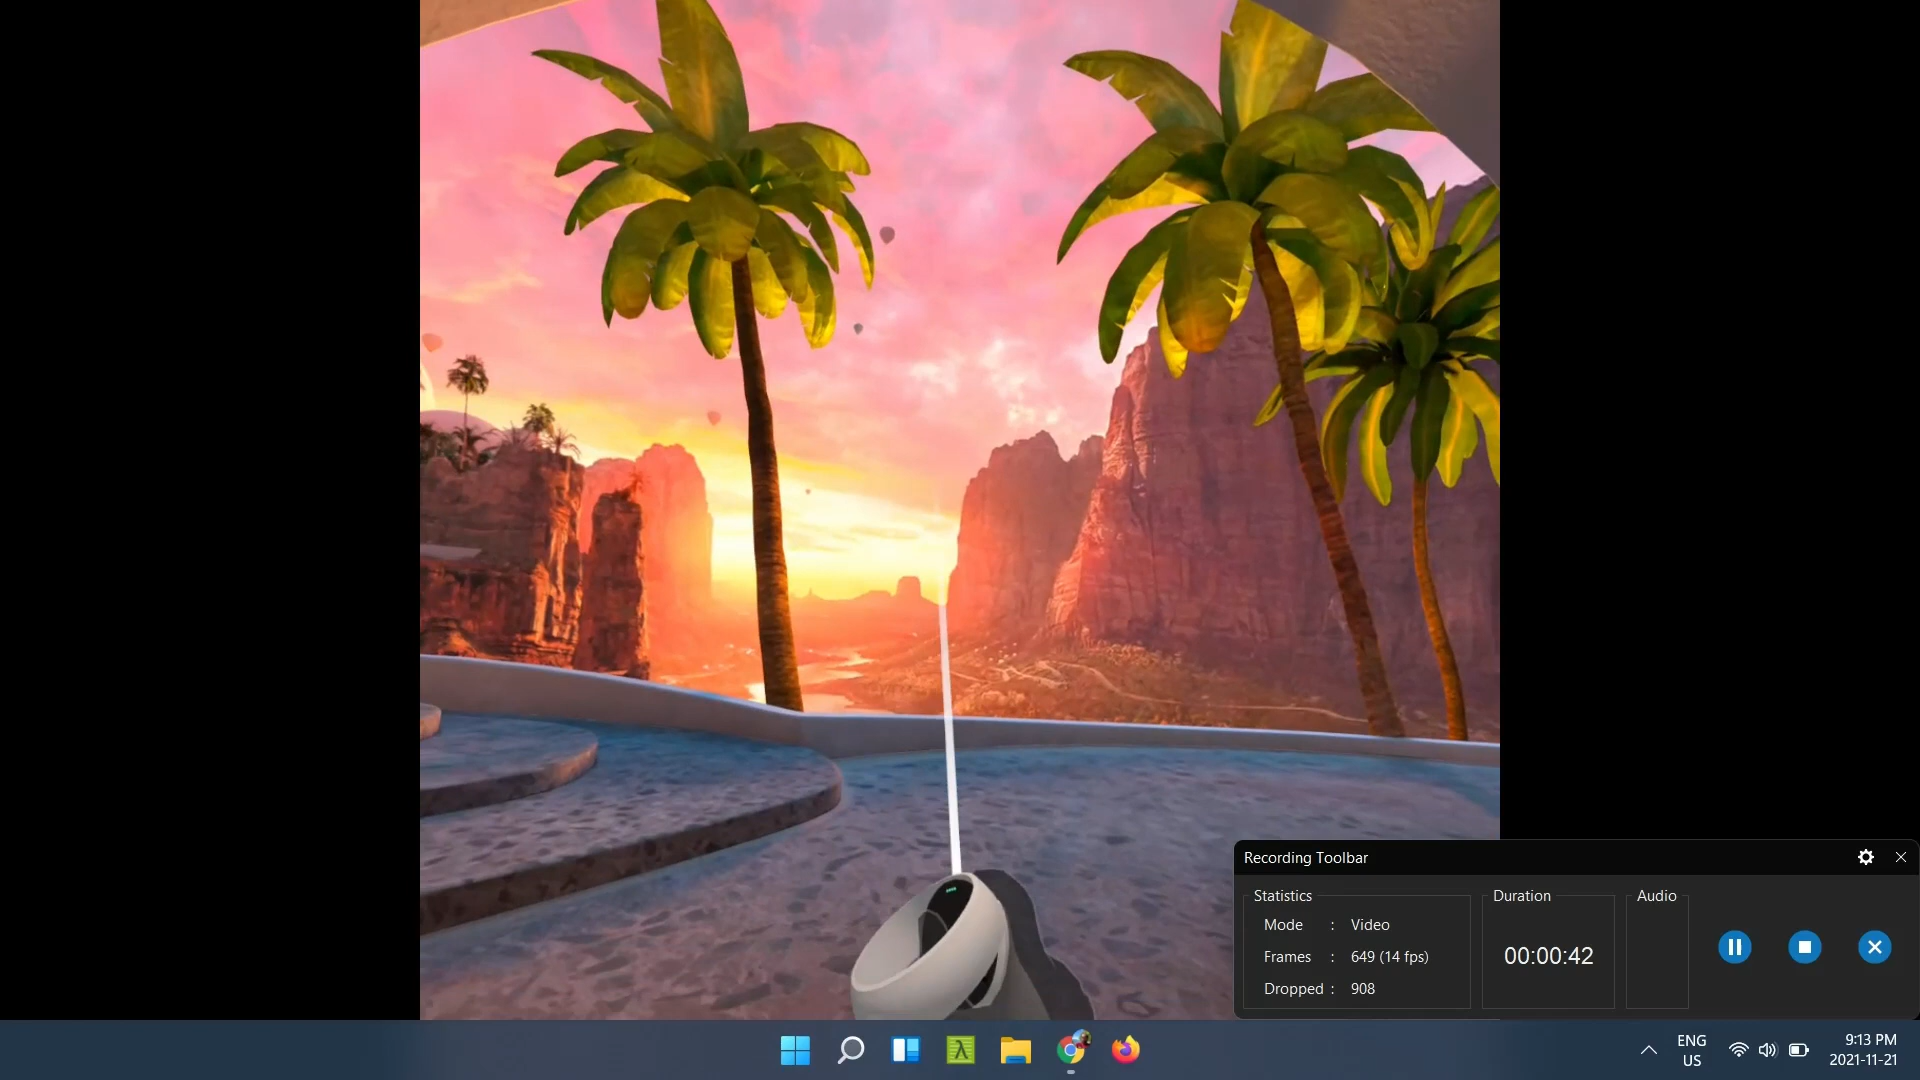 Recording Toolbar
Statistics
Mode : Video
Frames : 649 (14 fps)
Dropped : 908
Duration
00:00:42
Audio
ENG
US
9:13 PM
2021-11-21